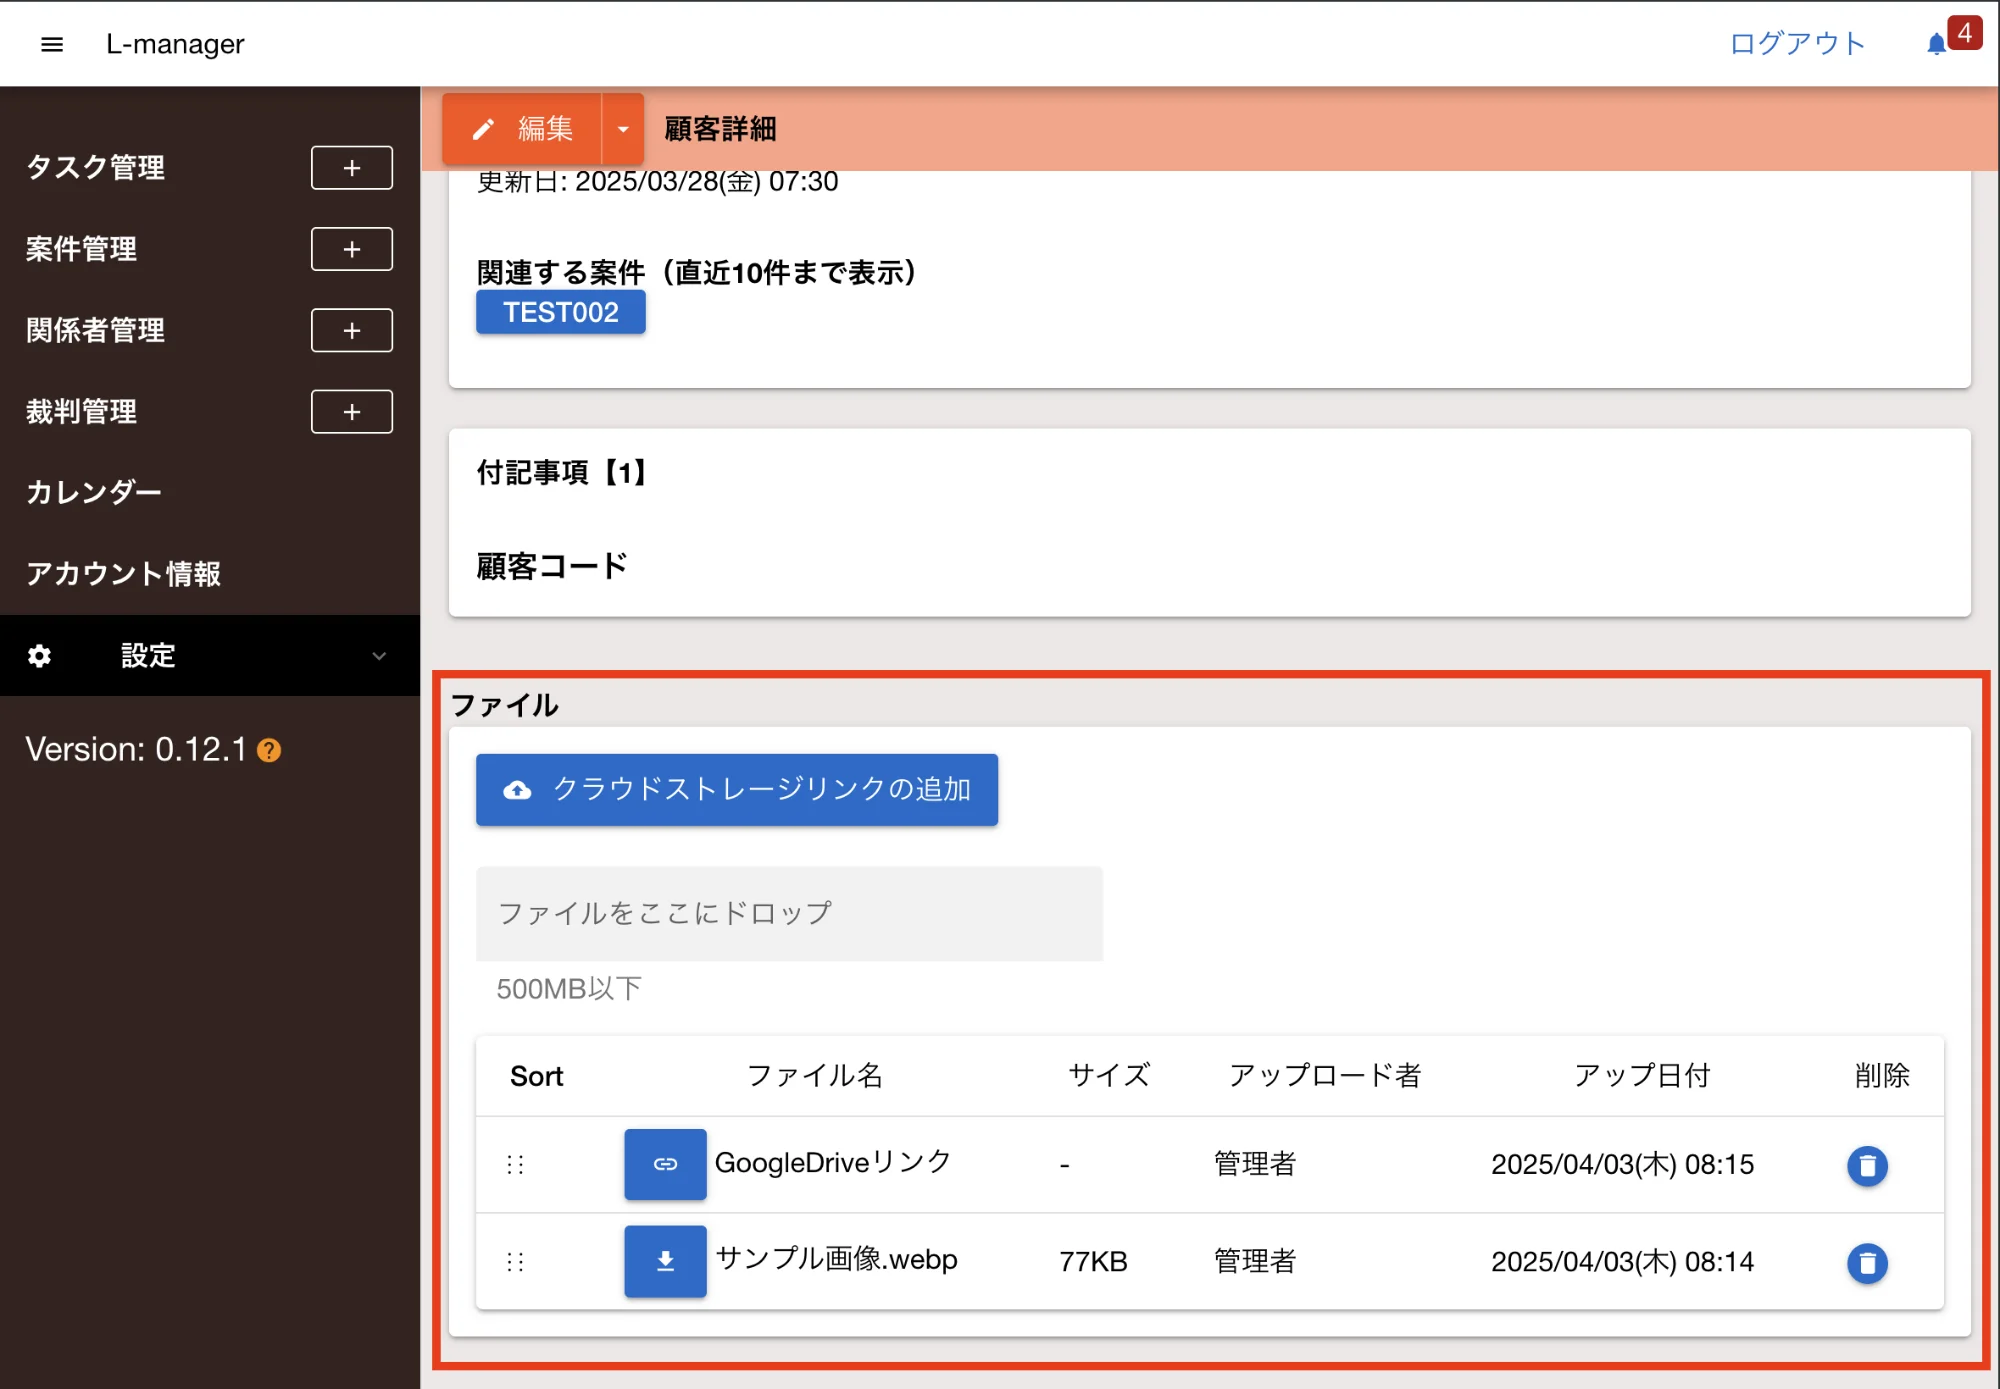 L-manager
ログアウト
4
タスク管理
案件管理
関係者管理
裁判管理
カレンダー
アカウント情報
設定
Version: 0.12.1
編集
顧客詳細
更新日: 2025/03/28(金) 07:30
関連する案件（直近10件まで表示）
TEST002
付記事項【1】
顧客コード
ファイル
クラウドストレージリンクの追加
ファイルをここにドロップ
500MB以下
Sort ファイル名 サイズ アップロード者 アップ日付 削除
GoogleDriveリンク - 管理者 2025/04/03(木) 08:15
サンプル画像.webp 77KB 管理者 2025/04/03(木) 08:14